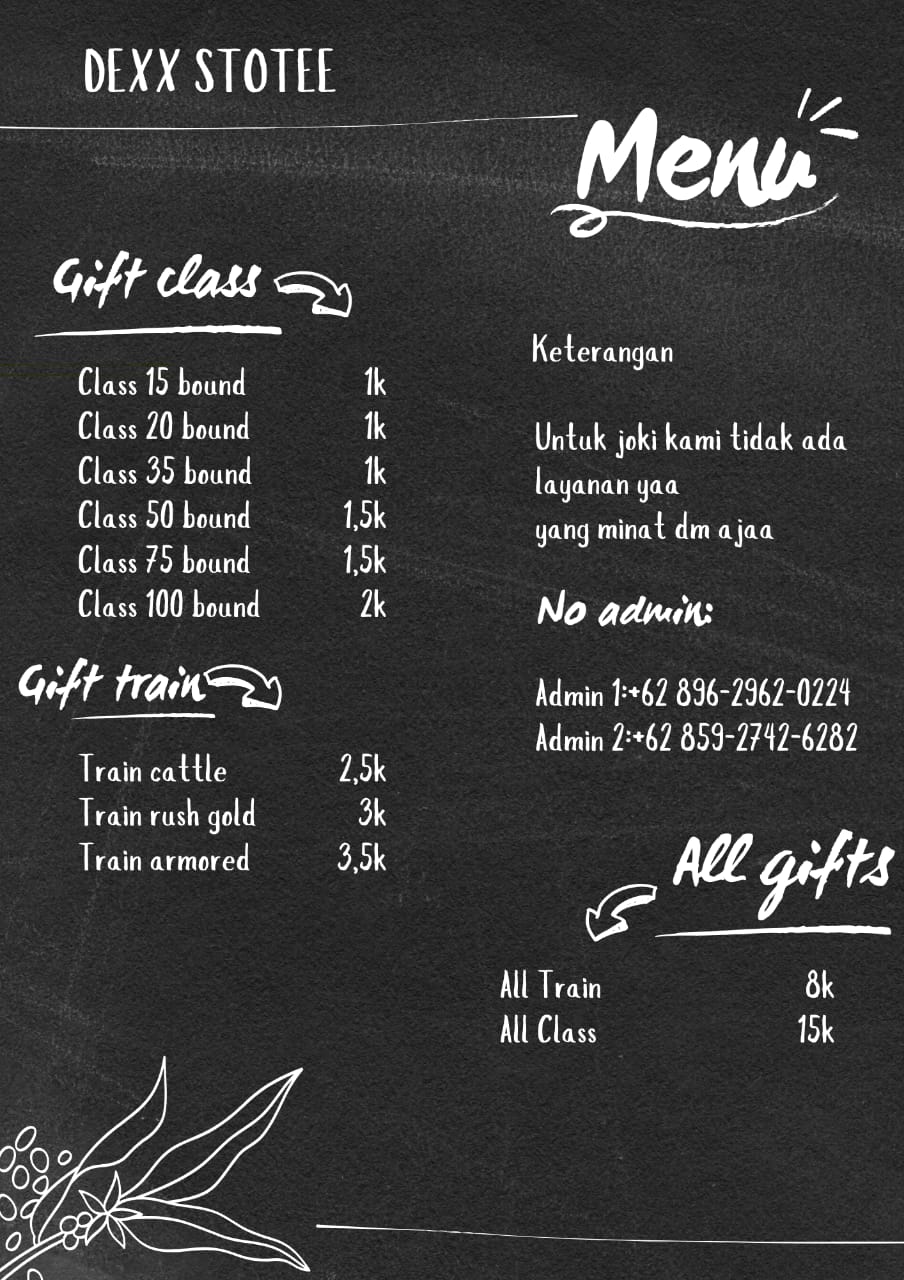 DEXX STOTEE
Menu
Gift class
Class 15 bound 1k
Class 20 bound 1k
Class 35 bound 1k
Class 50 bound 1,5k
Class 75 bound 1,5k
Class 100 bound 2k
Gift train
Train cattle 2,5k
Train rush gold 3k
Train armored 3,5k
Keterangan
Untuk joki kami tidak ada
layanan yaa
yang minat dm ajaa
No admin:
Admin 1:+62 896-2962-0224
Admin 2:+62 859-2742-6282
All gifts
All Train 8k
All Class 15k